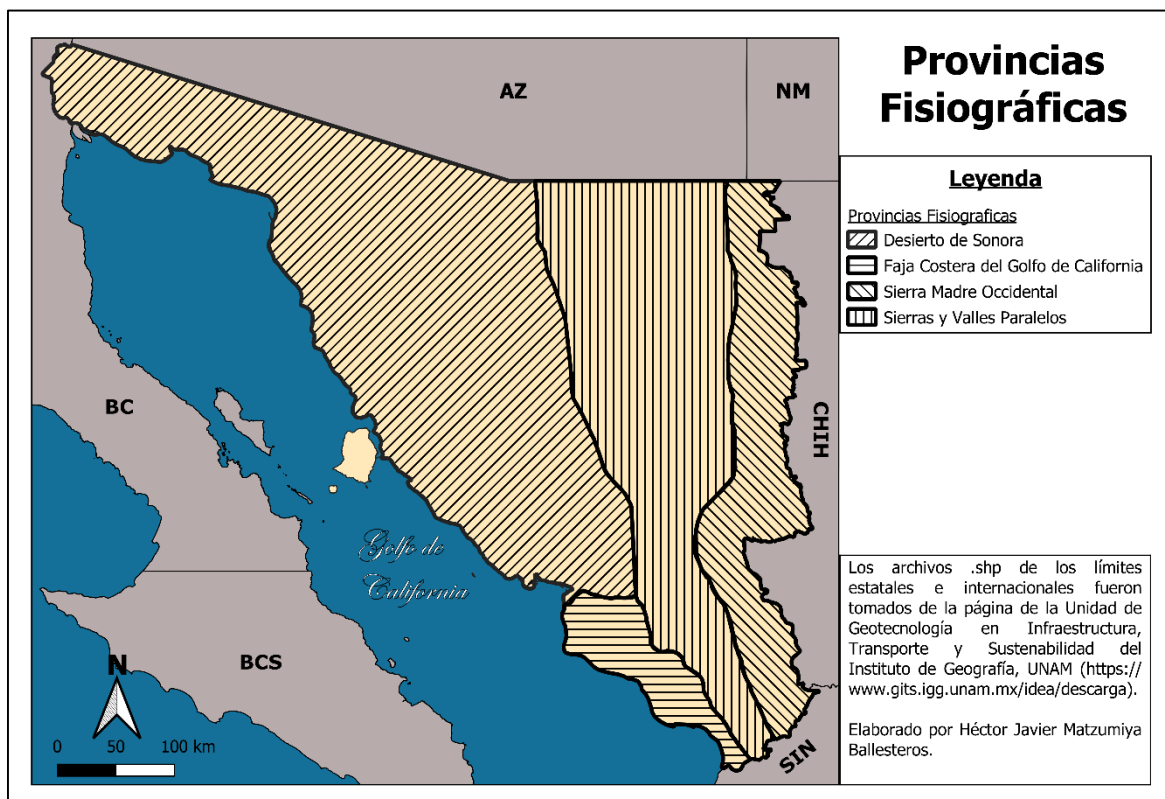 Provincias
Fisiográficas
AZ
NM
Leyenda
Provincias Fisiograficas
Desierto de Sonora
Faja Costera del Golfo de California
Sierra Madre Occidental
Sierras y Valles Paralelos
BC
CHIH
Golfo de
California
BCS
SIN
N
0 50 100 km
Los archivos .shp de los límites
estatales e internacionales fueron
tomados de la página de la Unidad de
Geotecnología en Infraestructura,
Transporte y Sustenabilidad del
Instituto de Geografía, UNAM (https://
www.gits.igg.unam.mx/idea/descarga).
Elaborado por Héctor Javier Matzumiya
Ballesteros.